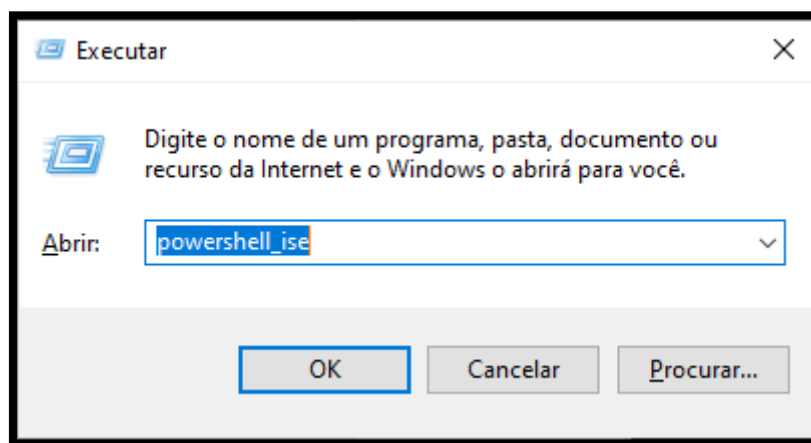 Executar
Digite o nome de um programa, pasta, documento ou
recurso da Internet e o Windows o abrirá para você.
Abrir: powershell_ise
OK Cancelar Procurar...